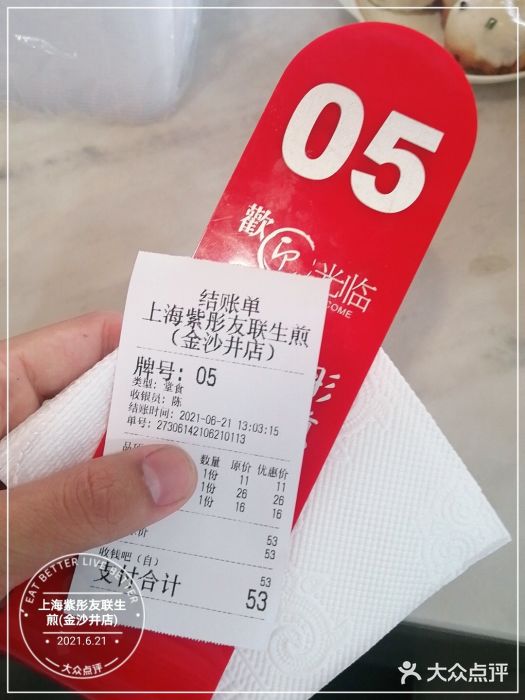 05
歡
光临
COME
彤
结账单
上海紫彤友联生煎
(金沙井店)
牌号: 05
类型: 堂食
收银员: 陈
结账时间: 2021-06-21 13:03:15
单号: 27306142106210113
数量 原价 优惠价
1份 11 11
1份 26 26
1份 16 16
价 53
收钱吧(自) 53
53
支付合计 53
EAT BETTER LIVE BETTER
上海紫彤友联生
煎(金沙井店)
2021.6.21
大众点评
大众点评